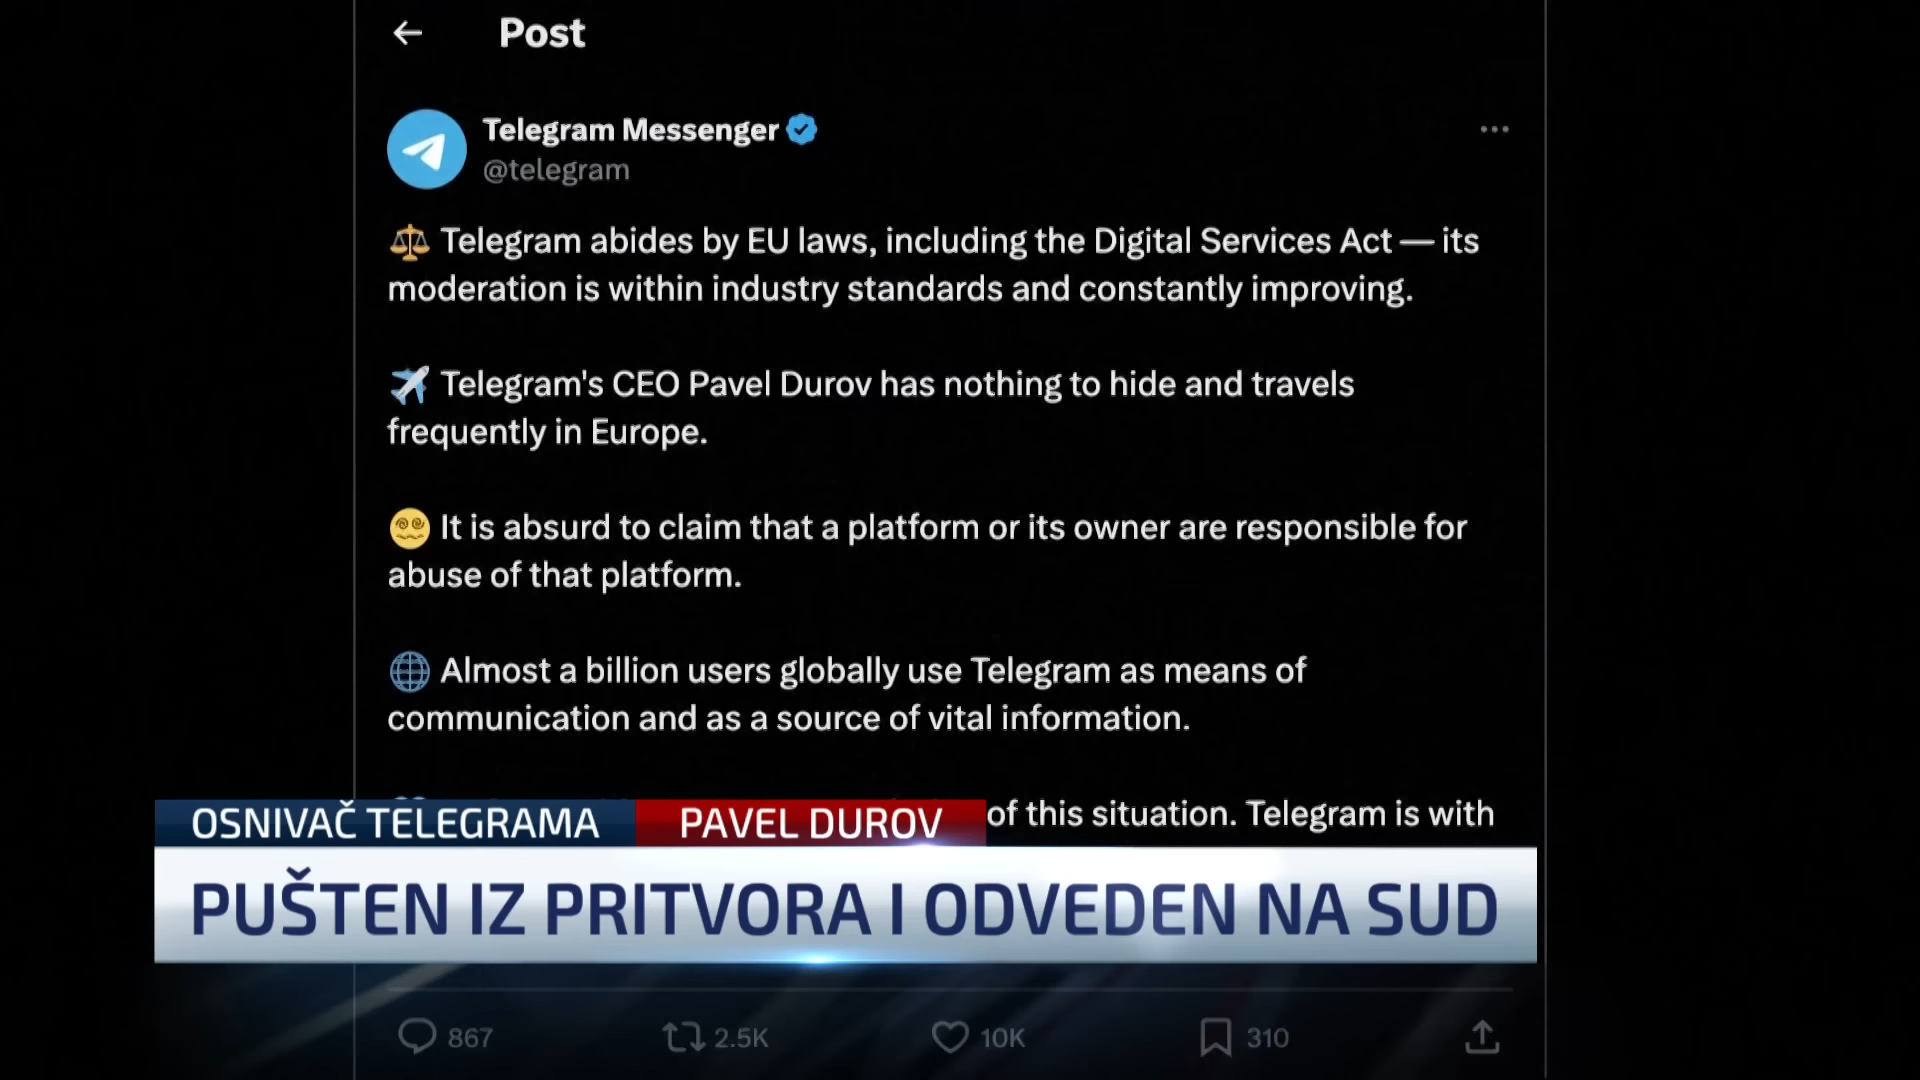 Post
Telegram Messenger
@telegram
Telegram abides by EU laws, including the Digital Services Act — its
moderation is within industry standards and constantly improving.
Telegram's CEO Pavel Durov has nothing to hide and travels
frequently in Europe.
It is absurd to claim that a platform or its owner are responsible for
abuse of that platform.
Almost a billion users globally use Telegram as means of
communication and as a source of vital information.
of this situation. Telegram is with
OSNIVAČ TELEGRAMA PAVEL DUROV
PUŠTEN IZ PRITVORA I ODVEDEN NA SUD
867 2.5K 10K 310